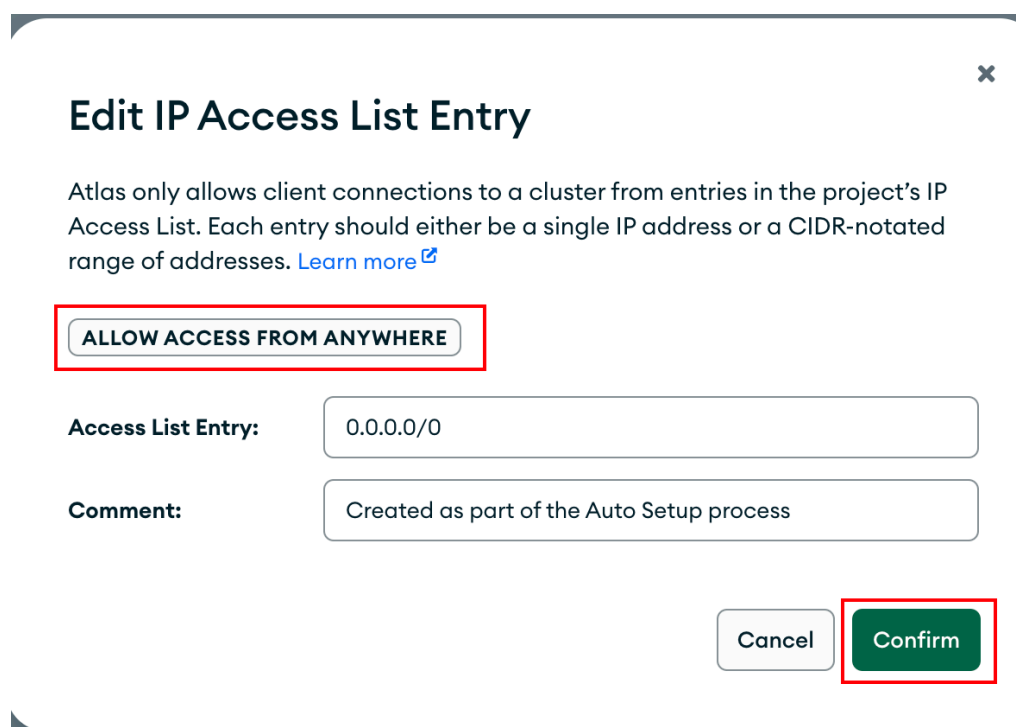 Edit IP Access List Entry
Atlas only allows client connections to a cluster from entries in the project’s IP
Access List. Each entry should either be a single IP address or a CIDR-notated
range of addresses. Learn more
ALLOW ACCESS FROM ANYWHERE
Access List Entry: 0.0.0.0/0
Comment: Created as part of the Auto Setup process
Cancel Confirm